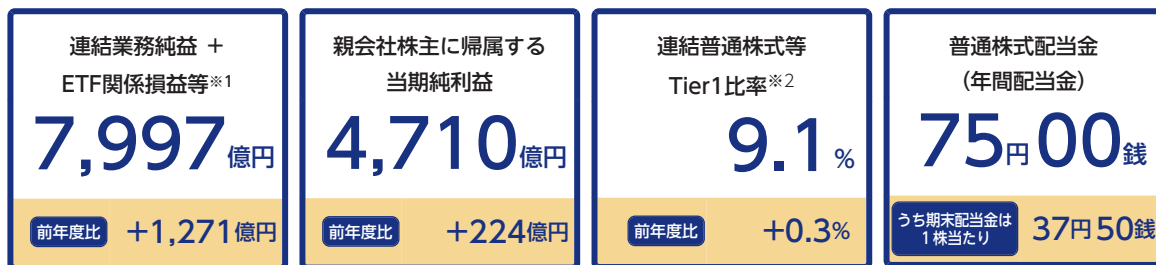 連結業務純益 ＋
ETF関係損益等※1
7,997億円
前年度比 +1,271億円
親会社株主に帰属する
当期純利益
4,710億円
前年度比 +224億円
連結普通株式等
Tier1比率※2
9.1%
前年度比 +0.3%
普通株式配当金
（年間配当金）
75円00銭
うち期末配当金は
1株当たり
37円50銭